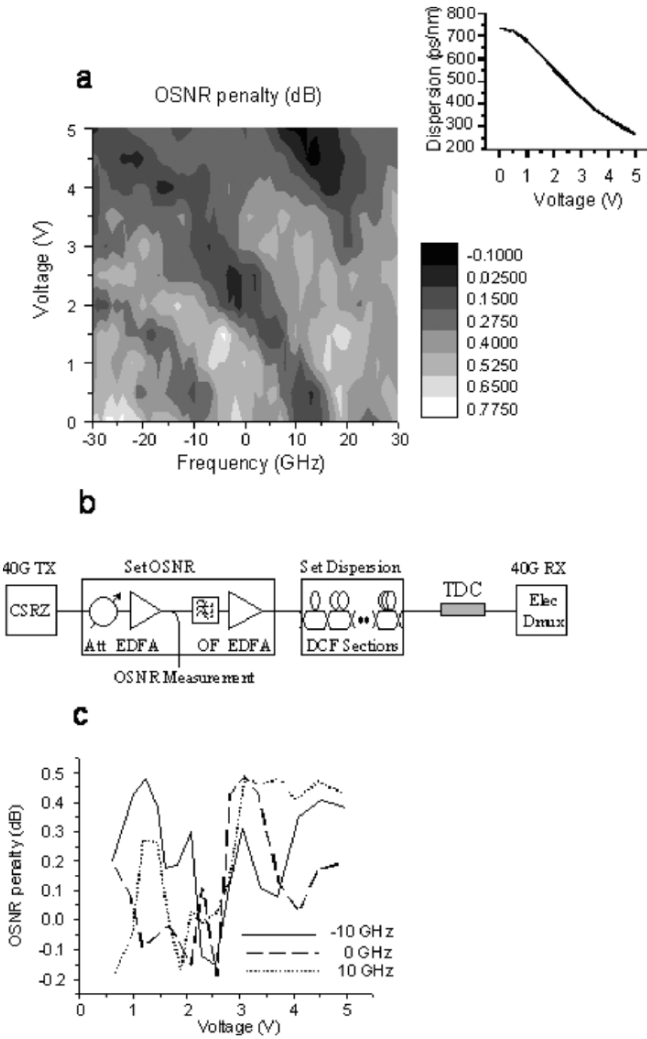 a
OSNR penalty (dB)
5
4
3
2
1
0
Voltage (V)
-30 -20 -10 0 10 20 30
Frequency (GHz)
800
700
600
500
400
300
200
Dispersion (ps/nm)
0 1 2 3 4 5
Voltage (V)
-0.1000
0.02500
0.1500
0.2750
0.4000
0.5250
0.6500
0.7750
b
40G TX
Set OSNR
Set Dispersion
40G RX
CSRZ
TDC
Elec
Dmux
Att EDFA OF EDFA
DCF Sections
OSNR Measurement
c
0.5
0.4
0.3
0.2
0.1
0.0
-0.1
-0.2
OSNR penalty (dB)
-10 GHz
0 GHz
10 GHz
0 1 2 3 4 5
Voltage (V)